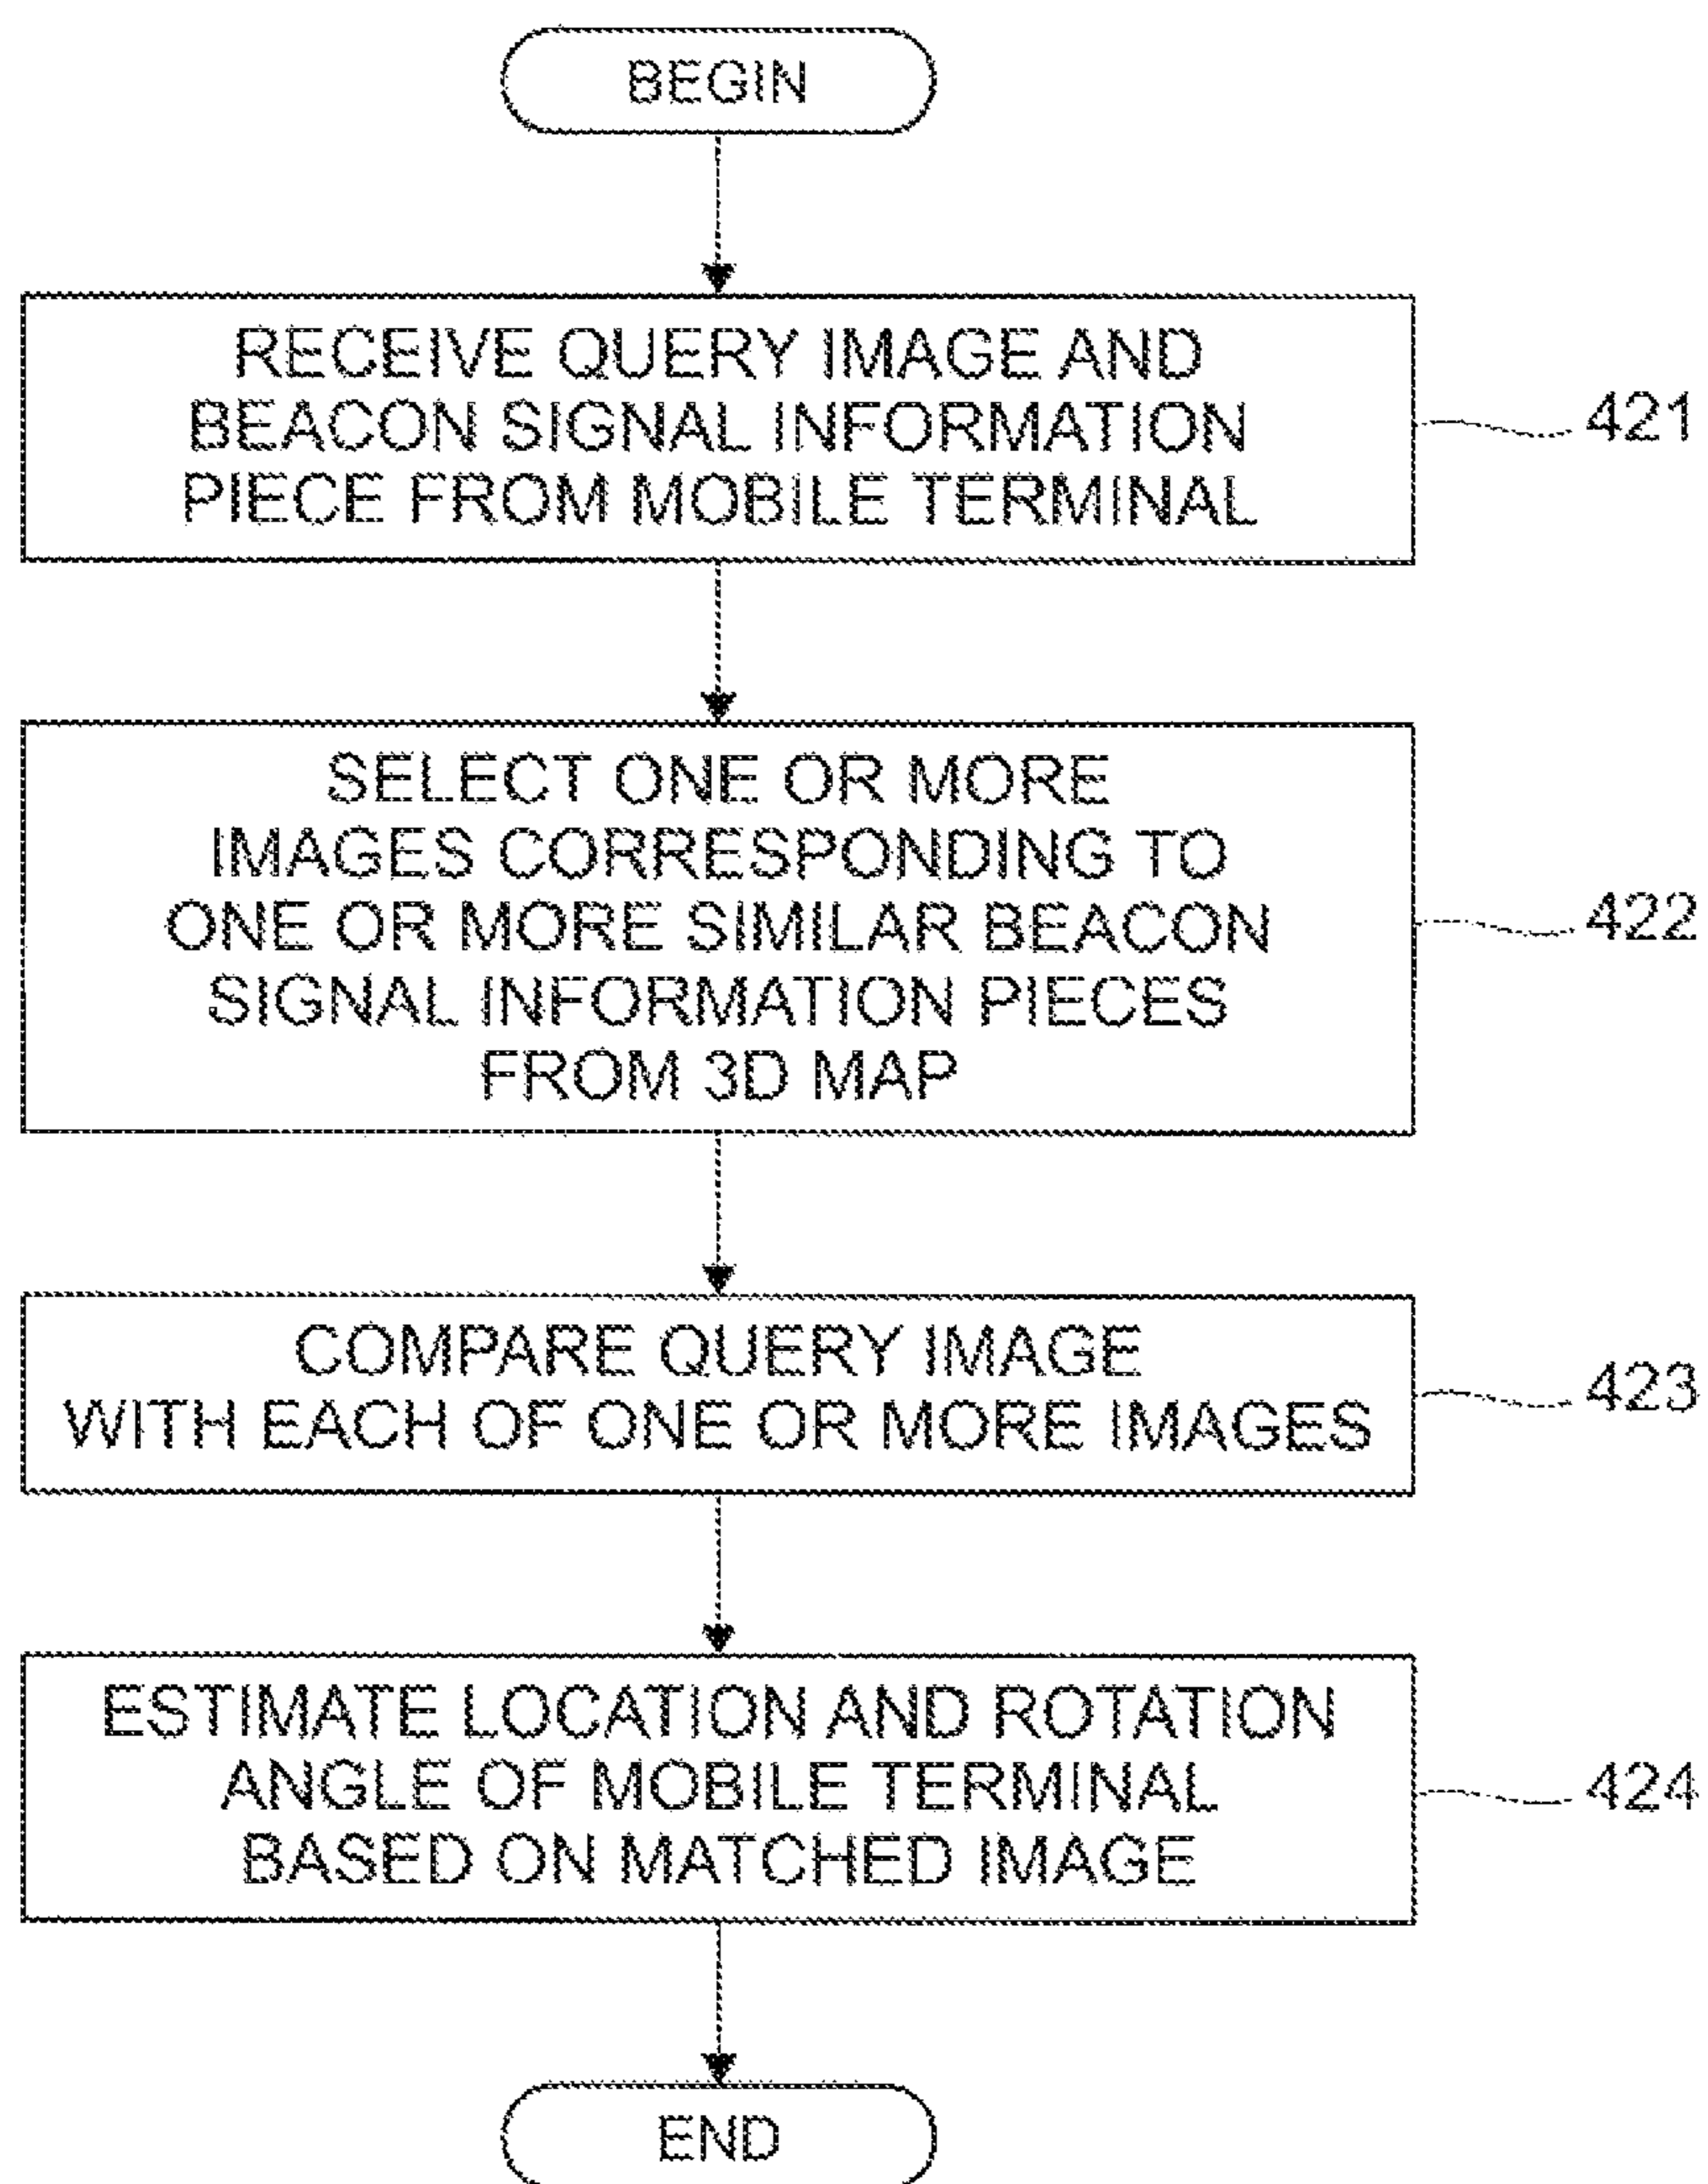 BEGIN
RECEIVE QUERY IMAGE AND
BEACON SIGNAL INFORMATION
PIECE FROM MOBILE TERMINAL
421
SELECT ONE OR MORE
IMAGES CORRESPONDING TO
ONE OR MORE SIMILAR BEACON
SIGNAL INFORMATION PIECES
FROM 3D MAP
422
COMPARE QUERY IMAGE
WITH EACH OF ONE OR MORE IMAGES
423
ESTIMATE LOCATION AND ROTATION
ANGLE OF MOBILE TERMINAL
BASED ON MATCHED IMAGE
424
END